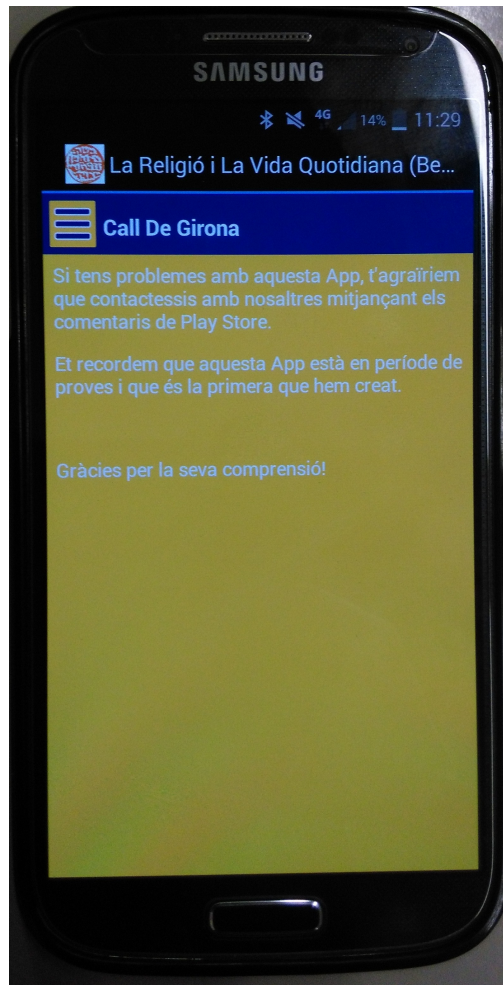 SAMSUNG
4G 14% 11:29
La Religió i La Vida Quotidiana (Be...
Call De Girona
Si tens problemes amb aquesta App, t'agraïriem
que contactessis amb nosaltres mitjançant els
comentaris de Play Store.
Et recordem que aquesta App està en període de
proves i que és la primera que hem creat.
Gràcies per la seva comprensió!